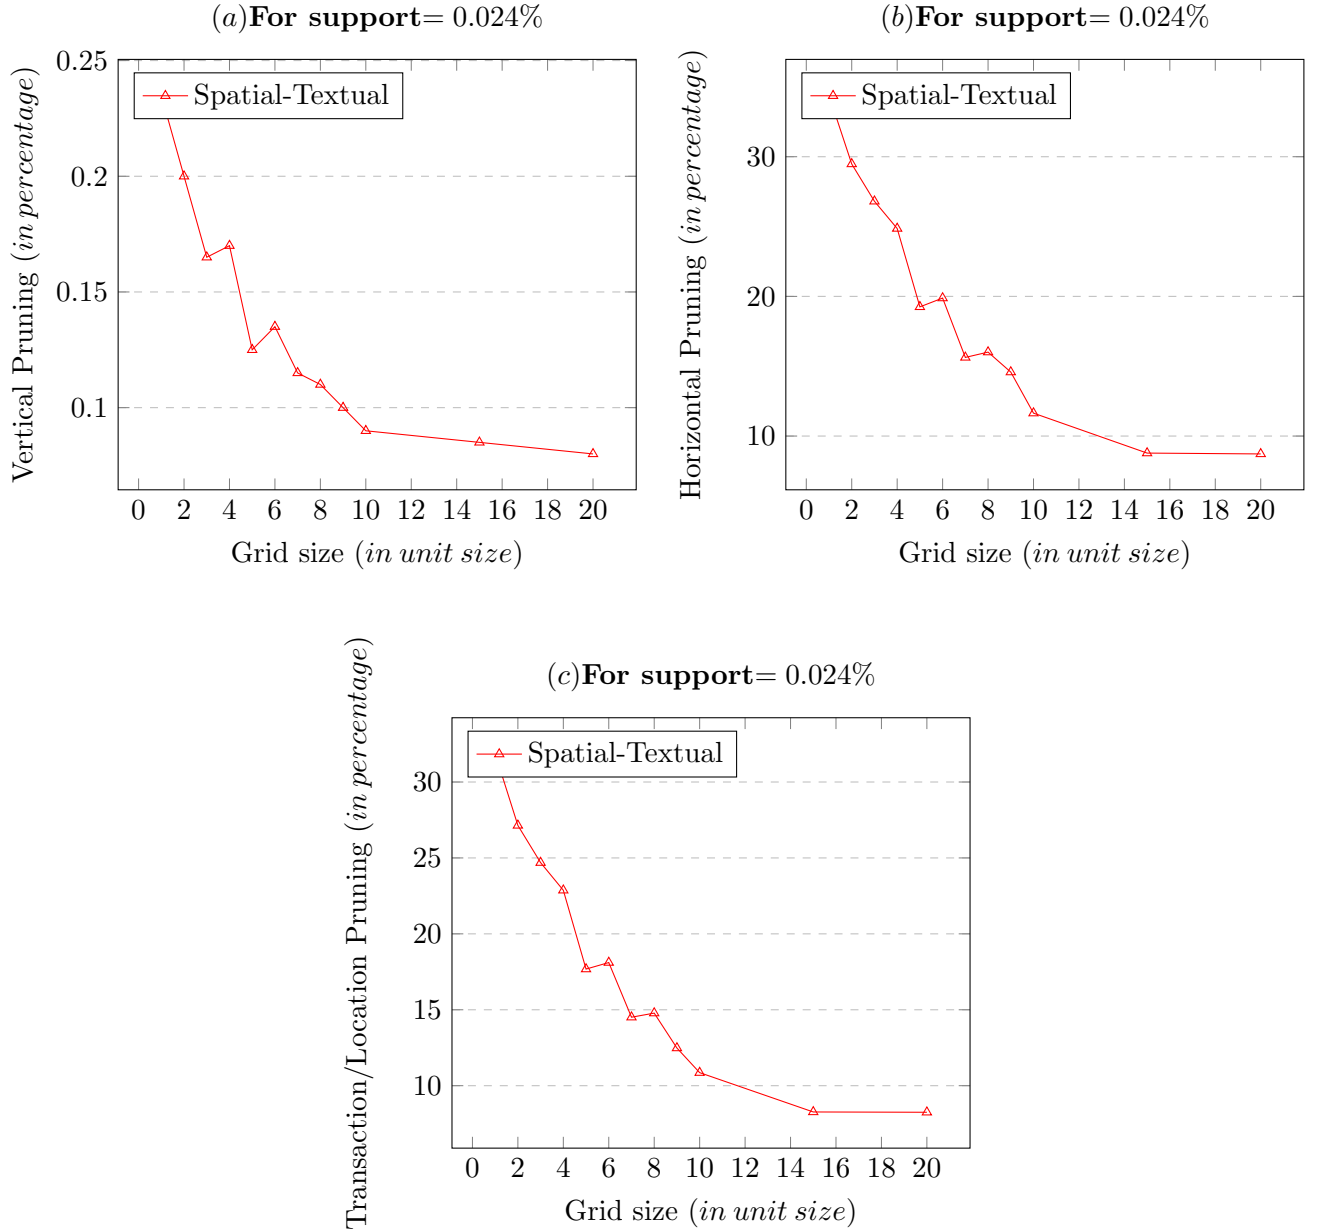 (a)For support= 0.024%
Spatial-Textual
0.25
0.2
0.15
0.1
Vertical Pruning (in percentage)
0 2 4 6 8 10 12 14 16 18 20
Grid size (in unit size)
(b)For support= 0.024%
Spatial-Textual
30
20
10
Horizontal Pruning (in percentage)
0 2 4 6 8 10 12 14 16 18 20
Grid size (in unit size)
(c)For support= 0.024%
Spatial-Textual
30
25
20
15
10
Transaction/Location Pruning (in percentage)
0 2 4 6 8 10 12 14 16 18 20
Grid size (in unit size)